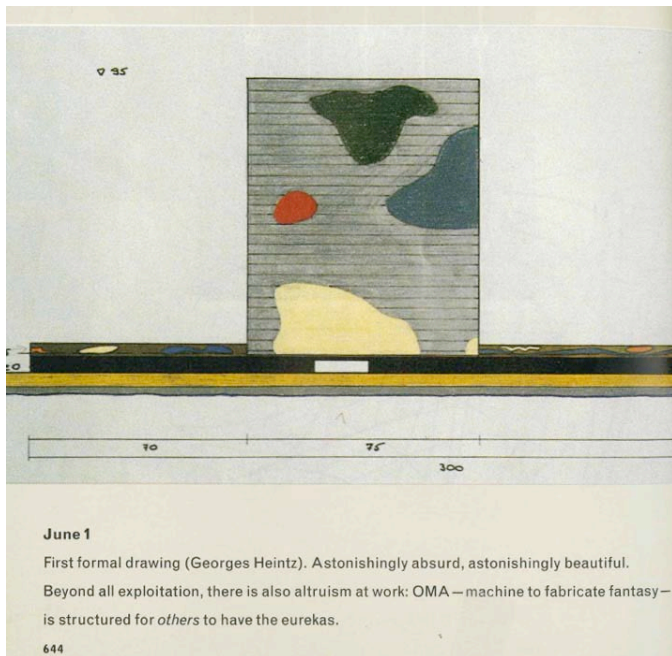 ▽ 95
20
70 75
300
June 1
First formal drawing (Georges Heintz). Astonishingly absurd, astonishingly beautiful.
Beyond all exploitation, there is also altruism at work: OMA—machine to fabricate fantasy—
is structured for others to have the eurekas.
644